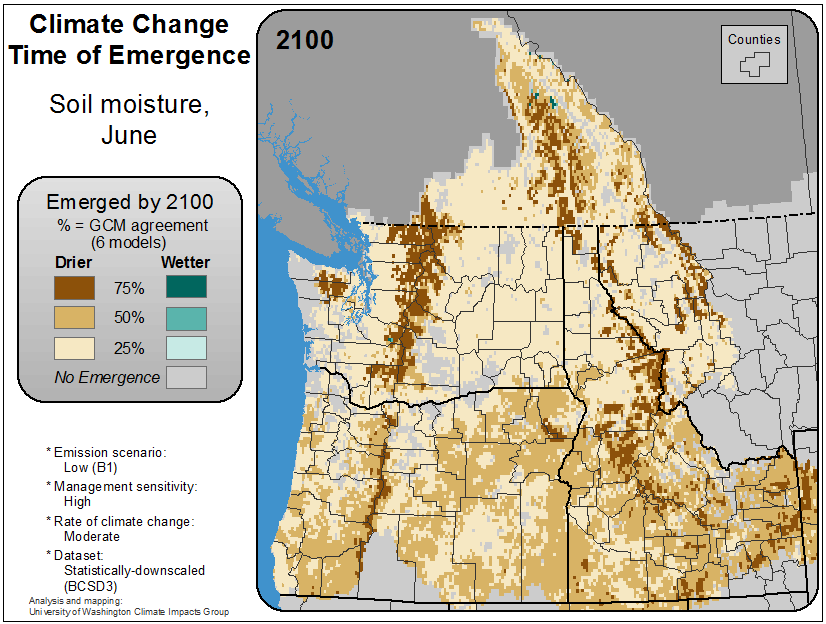 Climate Change
Time of Emergence
Soil moisture,
June
Emerged by 2100
% = GCM agreement
(6 models)
Drier Wetter
75%
50%
25%
No Emergence
* Emission scenario:
Low (B1)
* Management sensitivity:
High
* Rate of climate change:
Moderate
* Dataset:
Statistically-downscaled
(BCSD3)
Analysis and mapping:
University of Washington Climate Impacts Group
2100
Counties